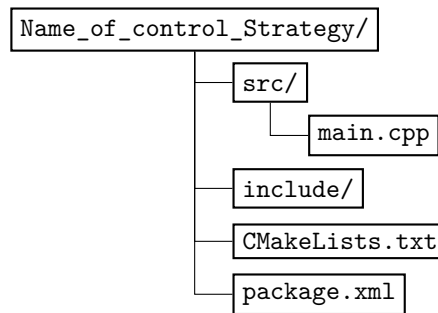 Name_of_control_Strategy/
src/
main.cpp
include/
CMakeLists.txt
package.xml